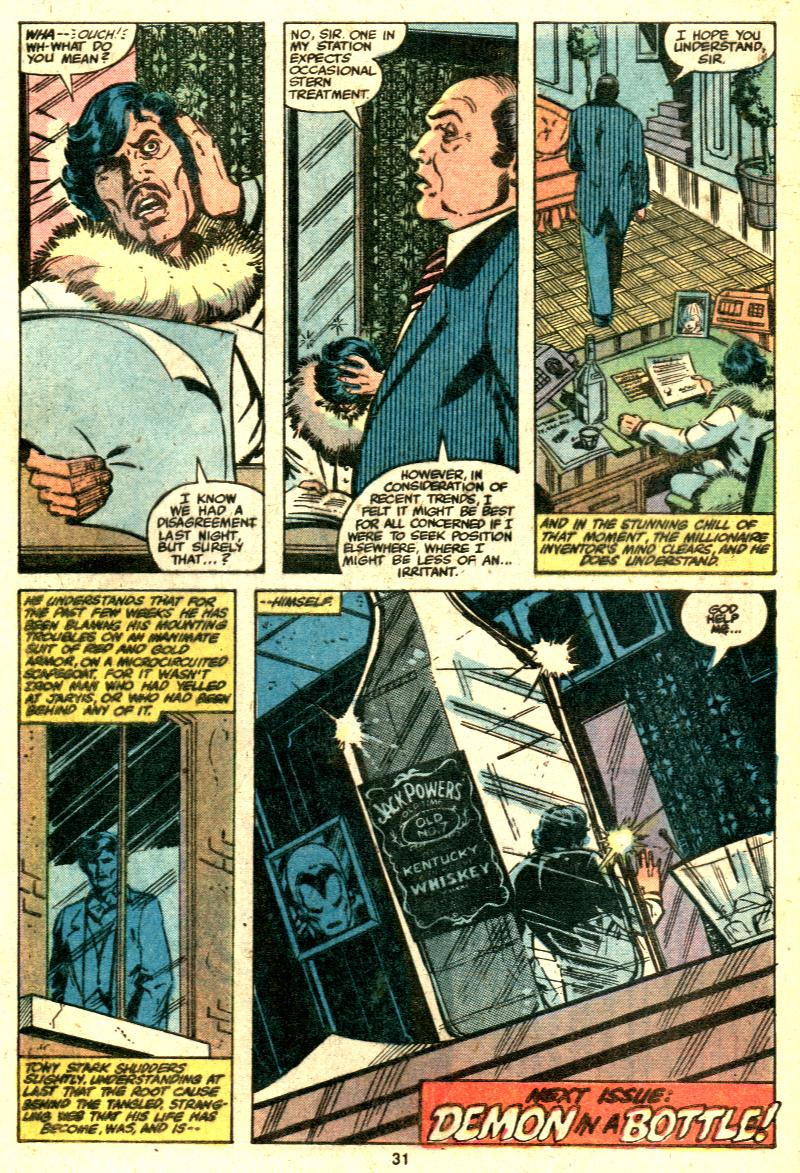 WHA--OUCH!
WH-WHAT DO
YOU MEAN?
I KNOW
WE HAD A
DISAGREEMENT
LAST NIGHT,
BUT SURELY
THAT...?
NO, SIR. ONE IN
MY STATION
EXPECTS
OCCASIONAL
STERN
TREATMENT.
HOWEVER, IN
CONSIDERATION OF
RECENT TRENDS, I
FELT IT MIGHT BE BEST
FOR ALL CONCERNED IF I
WERE TO SEEK POSITION
ELSEWHERE, WHERE I
MIGHT BE LESS OF AN...
IRRITANT.
I HOPE YOU
UNDERSTAND,
SIR.
AND IN THE STUNNING CHILL OF
THAT MOMENT, THE MILLIONAIRE
INVENTOR'S MIND CLEARS, AND HE
DOES UNDERSTAND.
HE UNDERSTANDS THAT FOR
THE PAST FEW WEEKS HE HAS
BEEN BLAMING HIS MOUNTING
TROUBLES ON AN INANIMATE
SUIT OF RED AND GOLD
ARMOR, ON A MICROCIRCUITED
SCAPEGOAT. FOR IT WASN'T
IRON MAN WHO HAD YELLED
AT JARVIS, OR WHO HAD BEEN
BEHIND ANY OF IT.
TONY STARK SHUDDERS
SLIGHTLY, UNDERSTANDING AT
LAST THAT THE ROOT CAUSE
BEHIND THE TANGLED, STRANG-
LING WEB THAT HIS LIFE HAS
BECOME, WAS, AND IS--
--HIMSELF.
GOD
HELP
ME...
JACK POWERS
OLD TIME
OLD
NO.7
KENTUCKY
WHISKEY
NEXT ISSUE:
DEMON IN A BOTTLE!
31